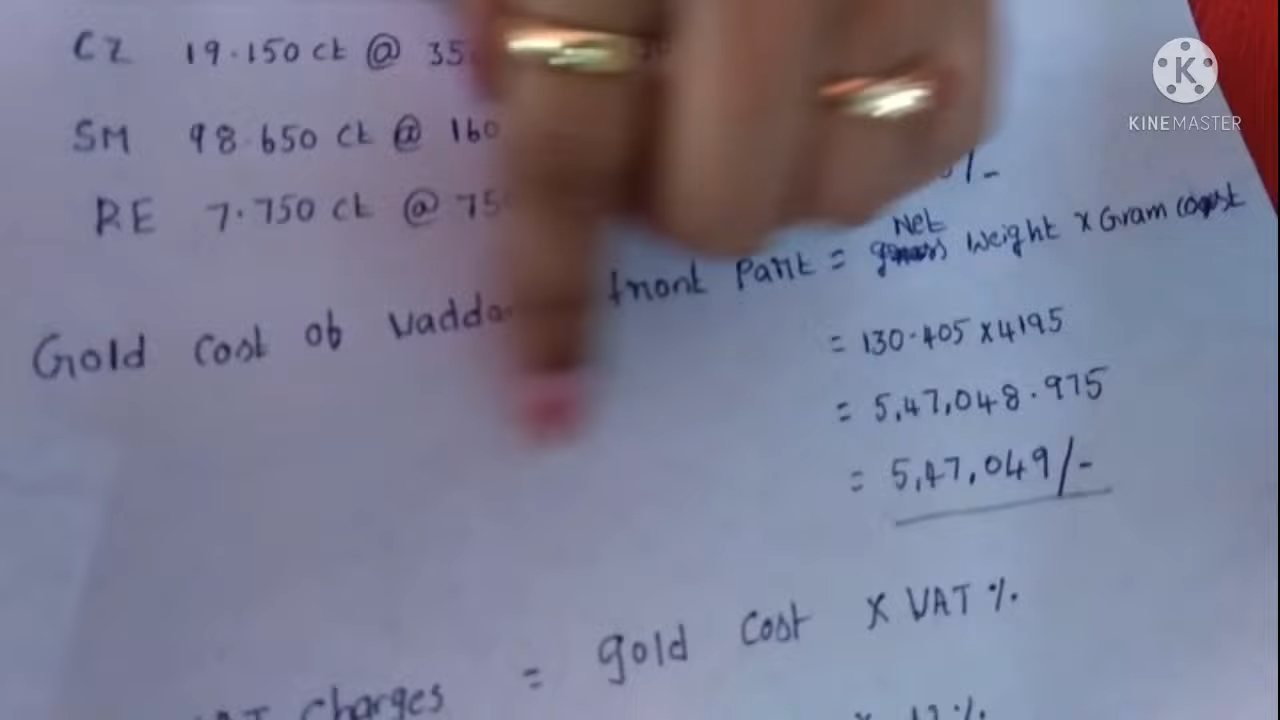 CZ 19.150 Ct @ 35
SM 98.650 Ct @ 160
RE 7.750 Ct @ 75
/-
Net
Gold Cost of Vadda front Part = gross Weight x Gram cost
= 130.405 x 4195
= 5,47,048.975
= 5,47,049/-
Charges = gold Cost x VAT %.
x 12 %.
KINEMASTER